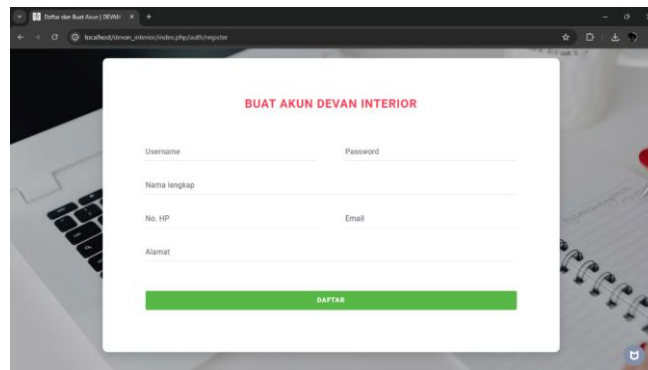 Daftar dan Buat Akun | DEVAN
localhost/devan_interior/index.php/auth/register
BUAT AKUN DEVAN INTERIOR
Username Password
Nama lengkap
No. HP Email
Alamat
DAFTAR